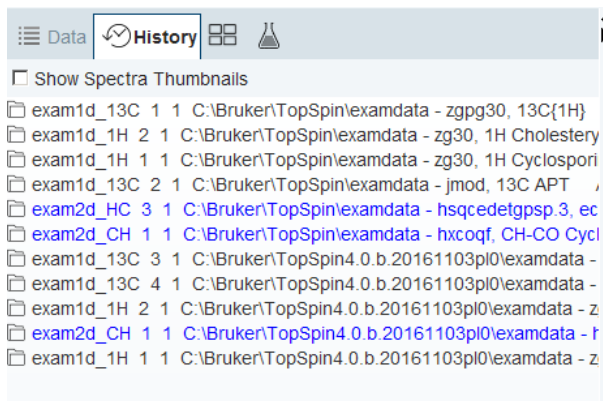 Data History
Show Spectra Thumbnails
exam1d_13C 1 1 C:\Bruker\TopSpin\examdata - zgpg30, 13C{1H}
exam1d_1H 2 1 C:\Bruker\TopSpin\examdata - zg30, 1H Cholestery
exam1d_1H 1 1 C:\Bruker\TopSpin\examdata - zg30, 1H Cyclospori
exam1d_13C 2 1 C:\Bruker\TopSpin\examdata - jmod, 13C APT
exam2d_HC 3 1 C:\Bruker\TopSpin\examdata - hsqcedetgpsp.3, ec
exam2d_CH 1 1 C:\Bruker\TopSpin\examdata - hxcoqf, CH-CO Cycl
exam1d_13C 3 1 C:\Bruker\TopSpin4.0.b.20161103pl0\examdata -
exam1d_13C 4 1 C:\Bruker\TopSpin4.0.b.20161103pl0\examdata -
exam1d_1H 2 1 C:\Bruker\TopSpin4.0.b.20161103pl0\examdata - z
exam2d_CH 1 1 C:\Bruker\TopSpin4.0.b.20161103pl0\examdata - h
exam1d_1H 1 1 C:\Bruker\TopSpin4.0.b.20161103pl0\examdata - z